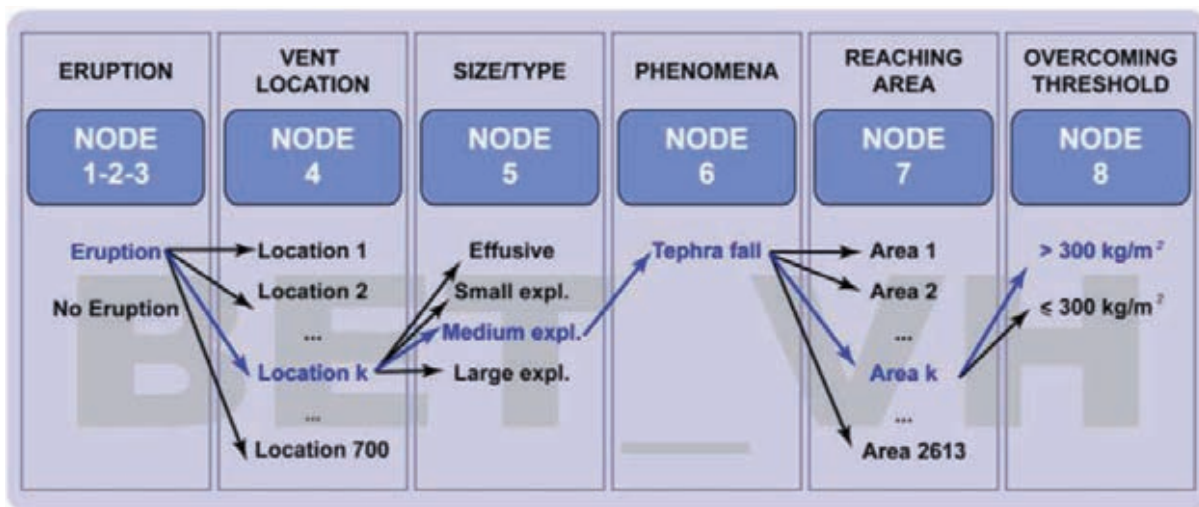 ERUPTION
VENT
LOCATION
SIZE/TYPE
PHENOMENA
REACHING
AREA
OVERCOMING
THRESHOLD
NODE
1-2-3
NODE
4
NODE
5
NODE
6
NODE
7
NODE
8
Eruption
No Eruption
Location 1
Location 2
...
Location k
...
Location 700
Effusive
Small expl.
Medium expl.
Large expl.
Tephra fall
Area 1
Area 2
...
Area k
...
Area 2613
> 300 kg/m²
≤ 300 kg/m²
BET_VH